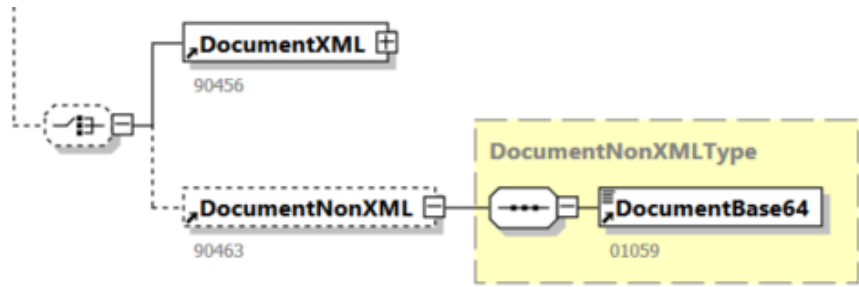 DocumentXML
90456
DocumentNonXMLType
DocumentNonXML
DocumentBase64
90463
01059